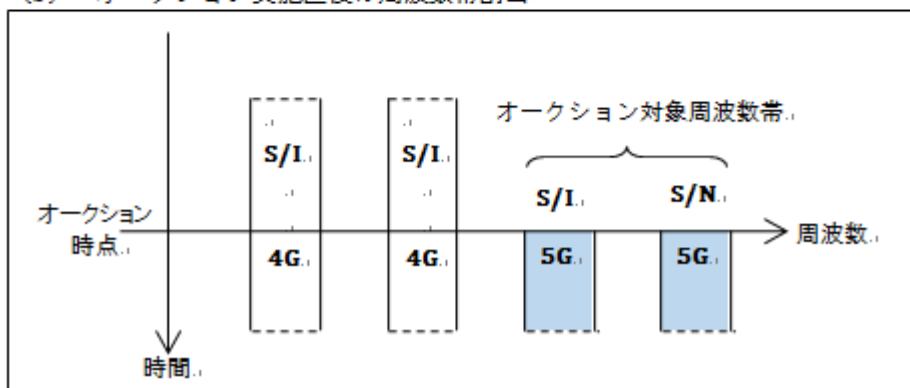 オークション対象周波数帯
S/I S/I
S/I S/N
オークション
時点
周波数
4G 4G 5G 5G
時間